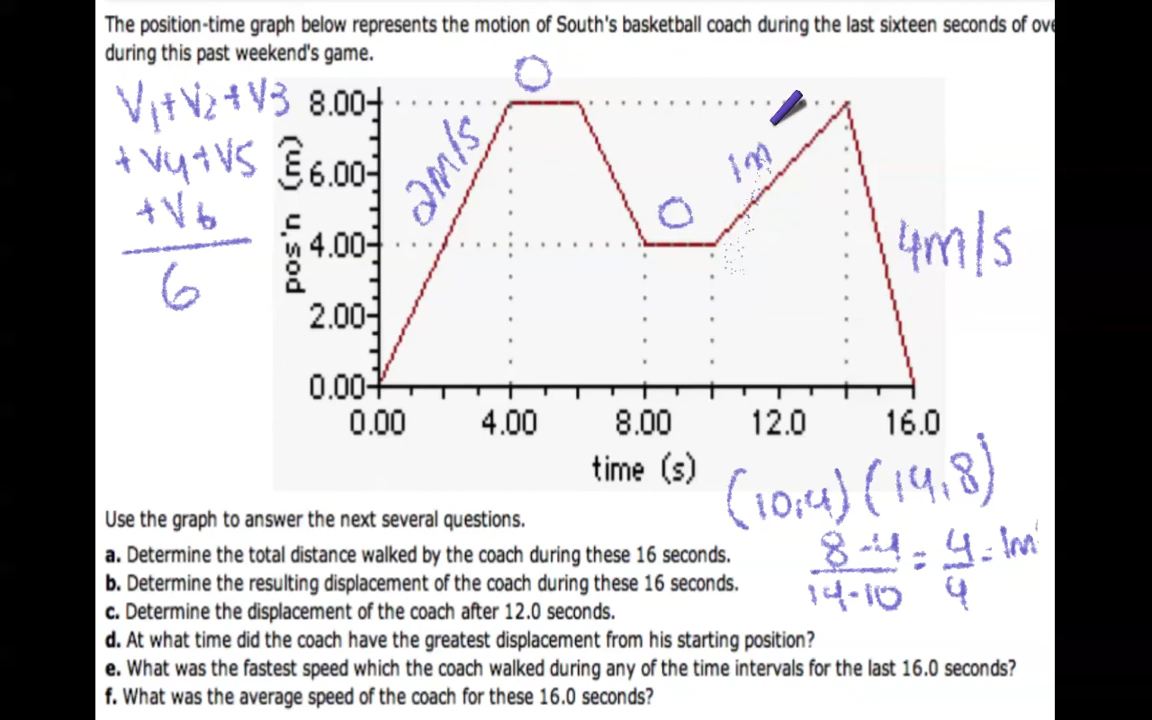 The position-time graph below represents the motion of South's basketball coach during the last sixteen seconds of ove
during this past weekend's game.
V1+V2+V3
+V4+V5
+V6
6
0
2m/s
0
1m
4m/s
pos'n (m)
8.00
6.00
4.00
2.00
0.00
0.00 4.00 8.00 12.0 16.0
time (s)
(10,4) (14,8)
8-4 = 4 = 1m
14-10 4
Use the graph to answer the next several questions.
a. Determine the total distance walked by the coach during these 16 seconds.
b. Determine the resulting displacement of the coach during these 16 seconds.
c. Determine the displacement of the coach after 12.0 seconds.
d. At what time did the coach have the greatest displacement from his starting position?
e. What was the fastest speed which the coach walked during any of the time intervals for the last 16.0 seconds?
f. What was the average speed of the coach for these 16.0 seconds?